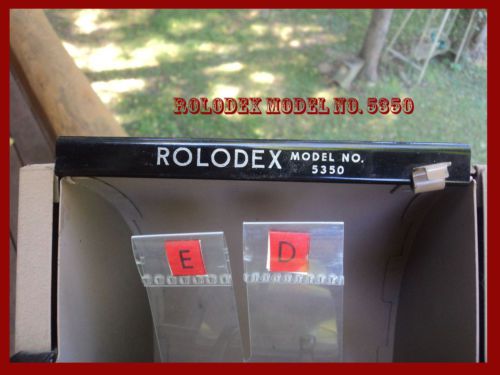 ROLODEX MODEL NO. 5350
ROLODEX MODEL NO.
5350
E D